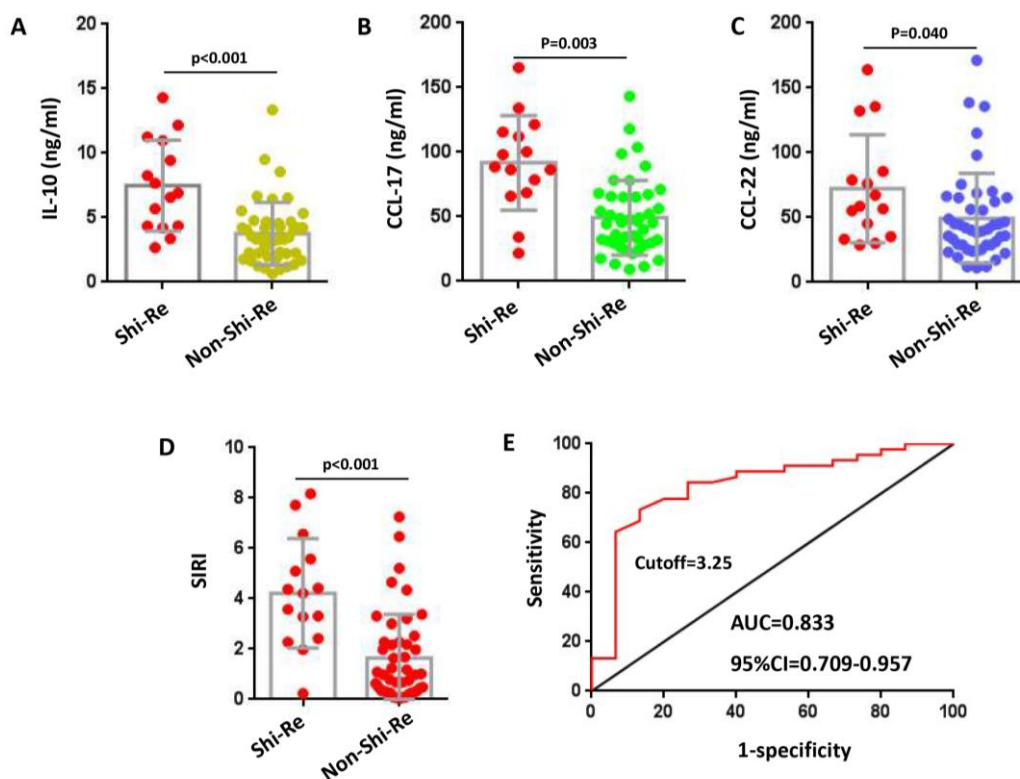 A
IL-10 (ng/ml)
20
15
10
5
0
p<0.001
Shi-Re
Non-Shi-Re
B
CCL-17 (ng/ml)
200
150
100
50
0
P=0.003
Shi-Re
Non-Shi-Re
C
CCL-22 (ng/ml)
200
150
100
50
0
P=0.040
Shi-Re
Non-Shi-Re
D
SIRI
10
8
6
4
2
0
p<0.001
Shi-Re
Non-Shi-Re
E
Sensitivity
100
80
60
40
20
0
Cutoff=3.25
AUC=0.833
95%CI=0.709-0.957
0 20 40 60 80 100
1-specificity